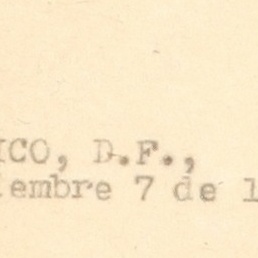 ICO, D.F.,
iembre 7 de 1